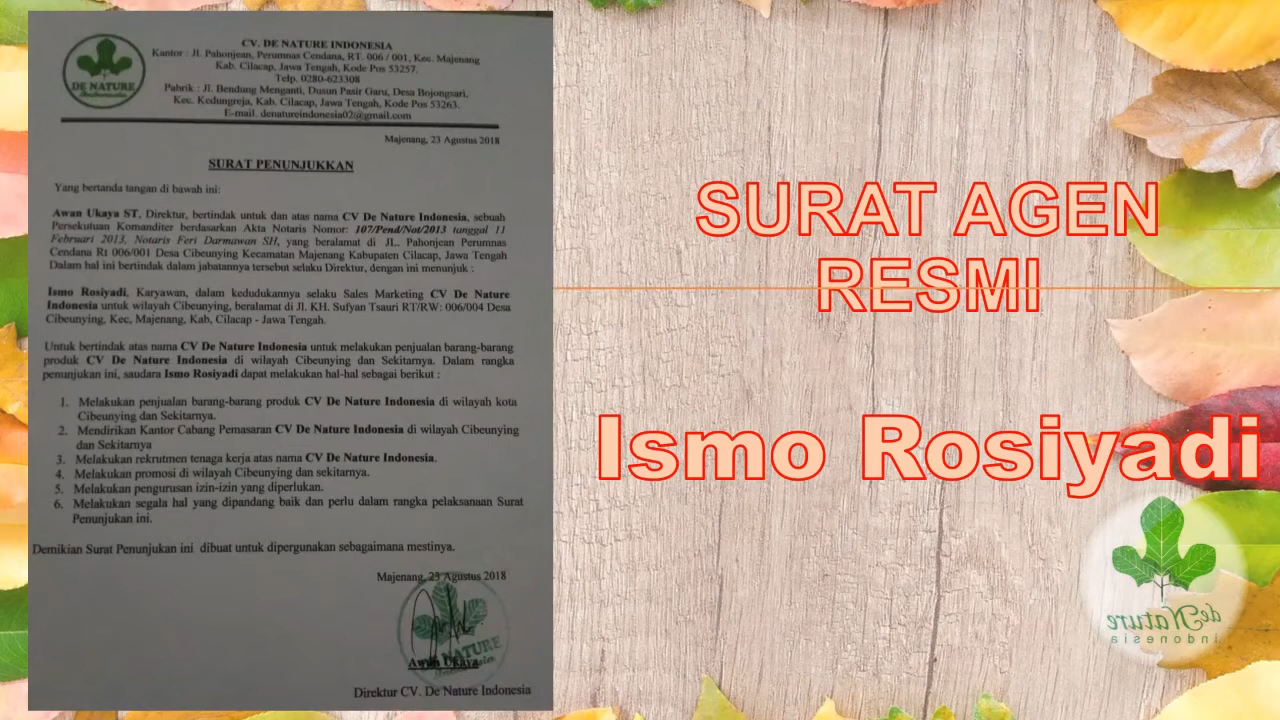 DE NATURE
Indonesia
CV. DE NATURE INDONESIA
Kantor : Jl. Pahonjean, Perumnas Cendana, RT. 006 / 001, Kec. Majenang
Kab. Cilacap, Jawa Tengah, Kode Pos 53257.
Telp. 0280-623308
Pabrik : Jl. Bendung Menganti, Dusun Pasir Garu, Desa Bojongsari,
Kec. Kedungreja, Kab. Cilacap, Jawa Tengah, Kode Pos 53263.
E-mail. denatureindonesia02@gmail.com
Majenang, 23 Agustus 2018
SURAT PENUNJUKKAN
Yang bertanda tangan di bawah ini:
Awan Ukaya ST, Direktur, bertindak untuk dan atas nama CV De Nature Indonesia, sebuah
Persekutuan Komanditer berdasarkan Akta Notaris Nomor: 107/Pend/Not/2013 tanggal 11
Februari 2013, Notaris Feri Darmawan SH, yang beralamat di JL.. Pahonjean Perumnas
Cendana Rt 006/001 Desa Cibeunying Kecamatan Majenang Kabupaten Cilacap, Jawa Tengah
Dalam hal ini bertindak dalam jabatannya tersebut selaku Direktur, dengan ini menunjuk :
Ismo Rosiyadi, Karyawan, dalam kedudukannya selaku Sales Marketing CV De Nature
Indonesia untuk wilayah Cibeunying, beralamat di Jl. KH. Sufyan Tsauri RT/RW: 006/004 Desa
Cibeunying, Kec, Majenang, Kab, Cilacap - Jawa Tengah.
Untuk bertindak atas nama CV De Nature Indonesia untuk melakukan penjualan barang-barang
produk CV De Nature Indonesia di wilayah Cibeunying dan Sekitarnya. Dalam rangka
penunjukan ini, saudara Ismo Rosiyadi dapat melakukan hal-hal sebagai berikut :
1. Melakukan penjualan barang-barang produk CV De Nature Indonesia di wilayah kota
Cibeunying dan Sekitarnya.
2. Mendirikan Kantor Cabang Pemasaran CV De Nature Indonesia di wilayah Cibeunying
dan Sekitarnya
3. Melakukan rekrutmen tenaga kerja atas nama CV De Nature Indonesia.
4. Melakukan promosi di wilayah Cibeunying dan sekitarnya.
5. Melakukan pengurusan izin-izin yang diperlukan.
6. Melakukan segala hal yang dipandang baik dan perlu dalam rangka pelaksanaan Surat
Penunjukan ini.
Demikian Surat Penunjukan ini dibuat untuk dipergunakan sebagaimana mestinya.
Majenang, 23 Agustus 2018
NATURE
Awan Ukaya
Direktur CV. De Nature Indonesia
SURAT AGEN
RESMI
Ismo Rosiyadi
deNature
indonesia